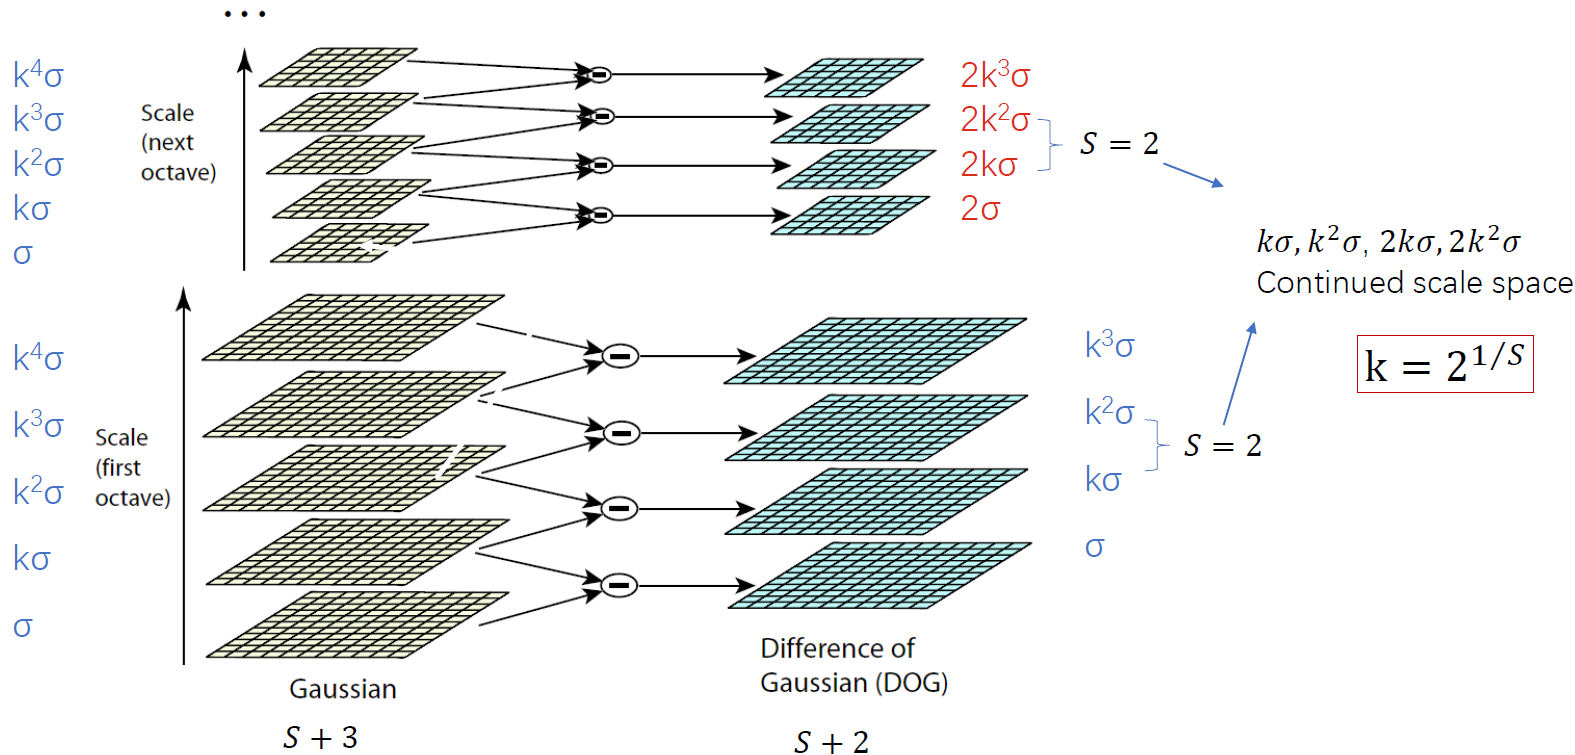 ...
k⁴σ
k³σ
k²σ
kσ
σ
Scale
(next
octave)
2k³σ
2k²σ
2kσ
2σ
S = 2
kσ, k²σ, 2kσ, 2k²σ
Continued scale space
k = 2^{1/S}
k⁴σ
k³σ
k²σ
kσ
σ
Scale
(first
octave)
k³σ
k²σ
kσ
σ
S = 2
Gaussian
S + 3
Difference of
Gaussian (DOG)
S + 2